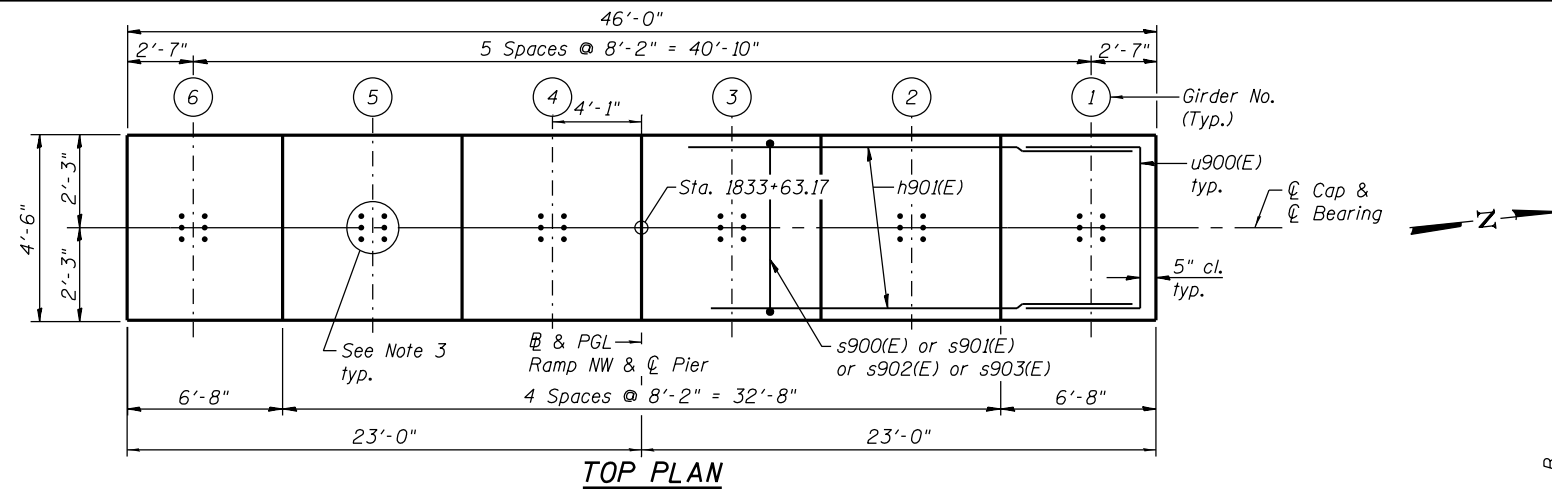 46'-0"
2'-7"
5 Spaces @ 8'-2" = 40'-10"
2'-7"
6
5
4
3
2
1
Girder No.
(Typ.)
4'-1"
4'-6"
2'-3"
2'-3"
Sta. 1833+63.17
h901(E)
u900(E)
typ.
℄ Cap &
℄ Bearing
N
5" cl.
typ.
See Note 3
typ.
& PGL
Ramp NW & ℄ Pier
s900(E) or s901(E)
or s902(E) or s903(E)
6'-8"
4 Spaces @ 8'-2" = 32'-8"
6'-8"
23'-0"
23'-0"
TOP PLAN